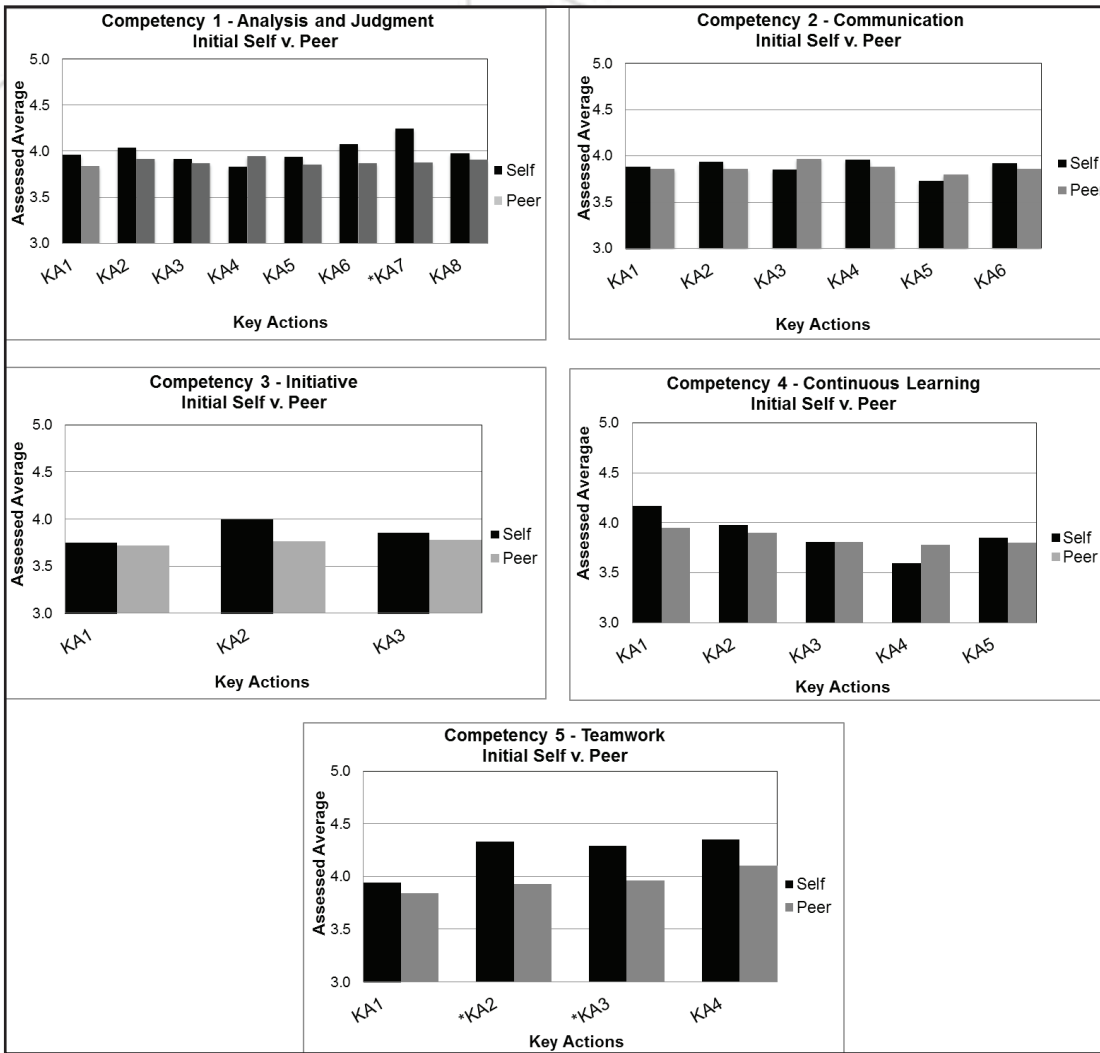 Competency 1 - Analysis and Judgment
Initial Self v. Peer
Assessed Average
5.0
4.5
4.0
3.5
3.0
KA1
KA2
KA3
KA4
KA5
KA6
*KA7
KA8
Key Actions
Self
Peer
Competency 2 - Communication
Initial Self v. Peer
Assessed Average
5.0
4.5
4.0
3.5
3.0
KA1
KA2
KA3
KA4
KA5
KA6
Key Actions
Self
Peer
Competency 3 - Initiative
Initial Self v. Peer
Assessed Average
5.0
4.5
4.0
3.5
3.0
KA1
KA2
KA3
Key Actions
Self
Peer
Competency 4 - Continuous Learning
Initial Self v. Peer
Assessed Averagae
5.0
4.5
4.0
3.5
3.0
KA1
KA2
KA3
KA4
KA5
Key Actions
Self
Peer
Competency 5 - Teamwork
Initial Self v. Peer
Assessed Average
5.0
4.5
4.0
3.5
3.0
KA1
*KA2
*KA3
KA4
Key Actions
Self
Peer